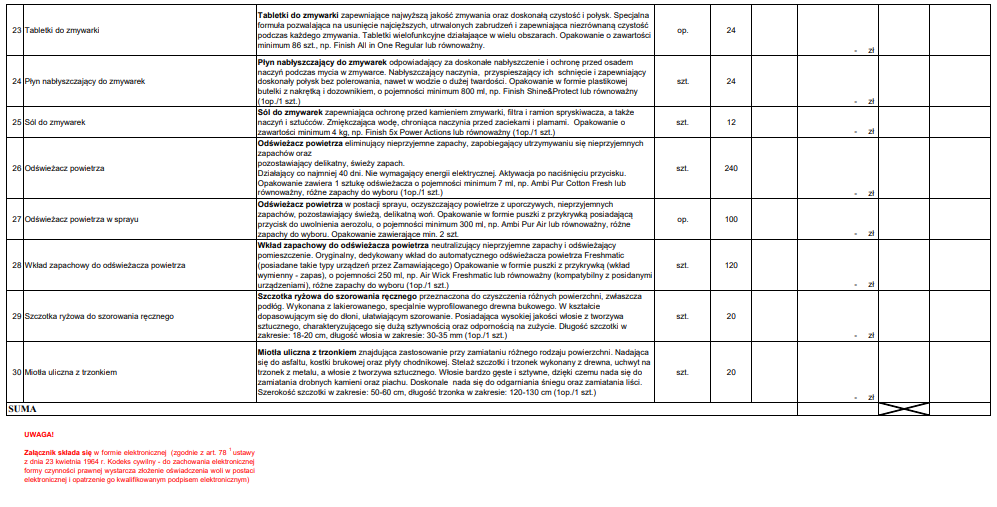 23 Tabletki do zmywarki
Tabletki do zmywarki zapewniające najwyższą jakość zmywania oraz doskonałą czystość i połysk. Specjalna
formuła pozwalająca na usunięcie najcięższych, utrwalonych zabrudzeń i zapewniająca niezrównaną czystość
podczas każdego zmywania. Tabletki wielofunkcyjne działajające w wielu obszarach. Opakowanie o zawartości
minimum 86 szt., np. Finish All in One Regular lub równoważny.
op. 24 - zł
24 Płyn nabłyszczający do zmywarek
Płyn nabłyszczający do zmywarek odpowiadający za doskonałe nabłyszczenie i ochronę przed osadem
naczyń podczas mycia w zmywarce. Nabłyszczający naczynia, przyspieszający ich schnięcie i zapewniający
doskonały połysk bez polerowania, nawet w wodzie o dużej twardości. Opakowanie w formie plastikowej
butelki z nakrętką i dozownikiem, o pojemności minimum 800 ml, np. Finish Shine&Protect lub równoważny
(1op./1 szt.)
szt. 24 - zł
25 Sól do zmywarek
Sól do zmywarek zapewniająca ochronę przed kamieniem zmywarki, filtra i ramion spryskiwacza, a także
naczyń i sztućców. Zmiękczająca wodę, chroniąca naczynia przed zaciekami i plamami. Opakowanie o
zawartości minimum 4 kg, np. Finish 5x Power Actions lub równoważny (1op./1 szt.)
szt. 12 - zł
26 Odświeżacz powietrza
Odświeżacz powietrza eliminujący nieprzyjemne zapachy, zapobiegający utrzymywaniu się nieprzyjemnych
zapachów oraz
pozostawiający delikatny, świeży zapach.
Działający co najmniej 40 dni. Nie wymagający energii elektrycznej. Aktywacja po naciśnięciu przycisku.
Opakowanie zawiera 1 sztukę odświeżacza o pojemności minimum 7 ml, np. Ambi Pur Cotton Fresh lub
równoważny, różne zapachy do wyboru (1op./1 szt.)
szt. 240 - zł
27 Odświeżacz powietrza w sprayu
Odświeżacz powietrza w postacji sprayu, oczyszczający powietrze z uporczywych, nieprzyjemnych
zapachów, pozostawiający świeżą, delikatną woń. Opakowanie w formie puszki z przykrywką posiadającą
przycisk do uwolnienia aerozolu, o pojemności minimum 300 ml, np. Ambi Pur Air lub równoważny, różne
zapachy do wyboru. Opakowanie zawierające min. 2 szt.
op. 100 - zł
28 Wkład zapachowy do odświeżacza powietrza
Wkład zapachowy do odświeżacza powietrza neutralizujący nieprzyjemne zapachy i odświeżający
pomieszczenie. Oryginalny, dedykowany wkład do automatycznego odświeżacza powietrza Freshmatic
(posiadane takie typy urządzeń przez Zamawiającego) Opakowanie w formie puszki z przykrywką (wkład
wymienny - zapas), o pojemności 250 ml, np. Air Wick Freshmatic lub równoważny (kompatybilny z posidanymi
urządzeniami), różne zapachy do wyboru (1op./1 szt.)
szt. 120 - zł
29 Szczotka ryżowa do szorowania ręcznego
Szczotka ryżowa do szorowania ręcznego przeznaczona do czyszczenia różnych powierzchni, zwłaszcza
podłóg. Wykonana z lakierowanego, specjalnie wyprofilowanego drewna bukowego. W kształcie
dopasowującym się do dłoni, ułatwiającym szorowanie. Posiadająca wysokiej jakości włosie z tworzywa
sztucznego, charakteryzującego się dużą sztywnością oraz odpornością na zużycie. Długość szczotki w
zakresie: 18-20 cm, długość włosia w zakresie: 30-35 mm (1op./1 szt.)
szt. 20 - zł
30 Miotła uliczna z trzonkiem
Miotła uliczna z trzonkiem znajdująca zastosowanie przy zamiataniu różnego rodzaju powierzchni. Nadająca
się do asfaltu, kostki brukowej oraz płyty chodnikowej. Stelaż szczotki i trzonek wykonany z drewna, uchwyt na
trzonek z metalu, a włosie z tworzywa sztucznego. Włosie bardzo gęste i sztywne, dzięki czemu nada się do
zamiatania drobnych kamieni oraz piachu. Doskonale nada się do odgarniania śniegu oraz zamiatania liści.
Szerokość szczotki w zakresie: 50-60 cm, długość trzonka w zakresie: 120-130 cm (1op./1 szt.)
szt. 20 - zł
SUMA
UWAGA!
Załącznik składa się w formie elektronicznej (zgodnie z art. 78 ¹ ustawy
z dnia 23 kwietnia 1964 r. Kodeks cywilny - do zachowania elektronicznej
formy czynności prawnej wystarcza złożenie oświadczenia woli w postaci
elektronicznej i opatrzenie go kwalifikowanym podpisem elektronicznym)